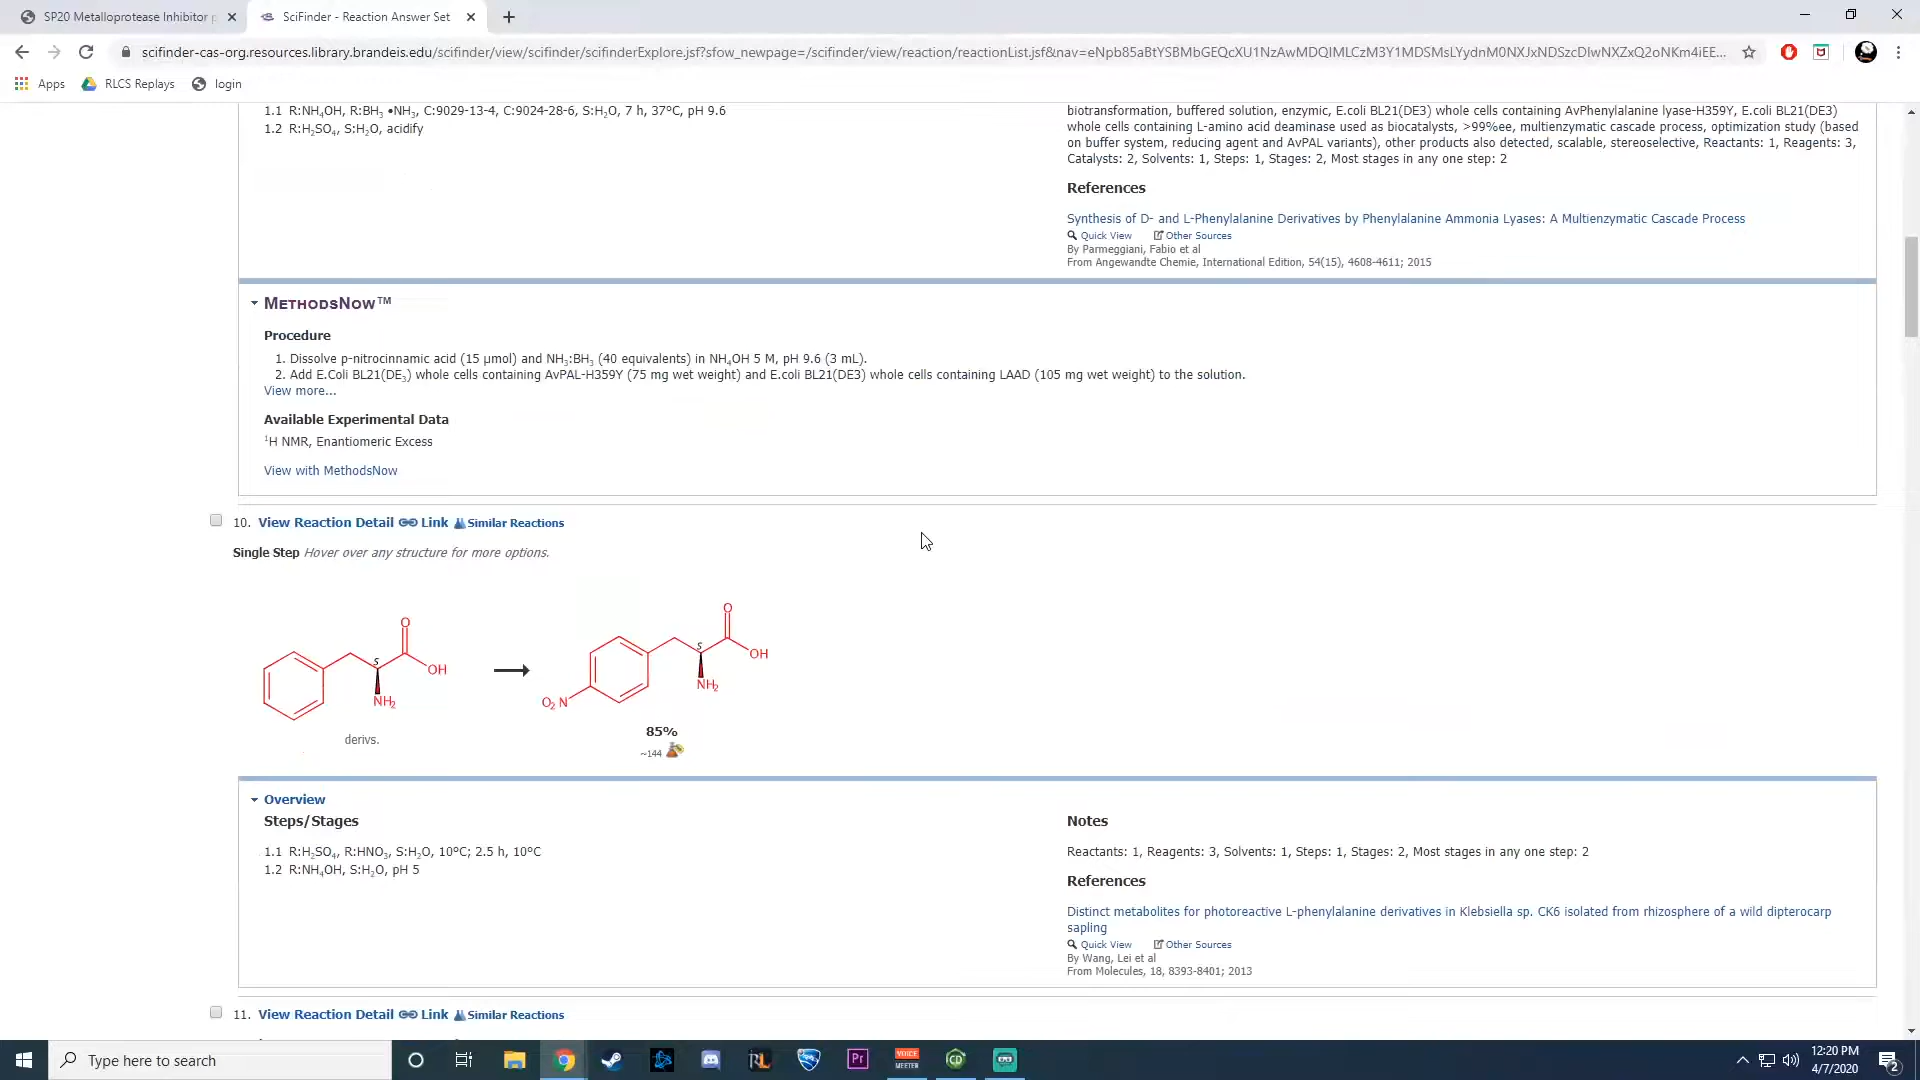 SP20 Metalloprotease Inhibitor p
SciFinder - Reaction Answer Set
scifinder-cas-org.resources.library.brandeis.edu/scifinder/view/scifinder/scifinderExplore.jsf?sfow_newpage=/scifinder/view/reaction/reactionList.jsf&nav=eNpb85aBtYSBMbGEQcXU1NzAwMDQIMLCzM3Y1MDSMsLYydnM0NXJxNDSzcDlwNXZxQ2oNKm4iEE...
Apps RLCS Replays login
1.1 R:NH4OH, R:BH3 •NH3, C:9029-13-4, C:9024-28-6, S:H2O, 7 h, 37ºC, pH 9.6
1.2 R:H2SO4, S:H2O, acidify
biotransformation, buffered solution, enzymic, E.coli BL21(DE3) whole cells containing AvPhenylalanine lyase-H359Y, E.coli BL21(DE3)
whole cells containing L-amino acid deaminase used as biocatalysts, >99%ee, multienzymatic cascade process, optimization study (based
on buffer system, reducing agent and AvPAL variants), other products also detected, scalable, stereoselective, Reactants: 1, Reagents: 3,
Catalysts: 2, Solvents: 1, Steps: 1, Stages: 2, Most stages in any one step: 2
References
Synthesis of D- and L-Phenylalanine Derivatives by Phenylalanine Ammonia Lyases: A Multienzymatic Cascade Process
Quick View Other Sources
By Parmeggiani, Fabio et al
From Angewandte Chemie, International Edition, 54(15), 4608-4611; 2015
METHODSNOW™
Procedure
1. Dissolve p-nitrocinnamic acid (15 µmol) and NH3:BH3 (40 equivalents) in NH4OH 5 M, pH 9.6 (3 mL).
2. Add E.Coli BL21(DE3) whole cells containing AvPAL-H359Y (75 mg wet weight) and E.coli BL21(DE3) whole cells containing LAAD (105 mg wet weight) to the solution.
View more...
Available Experimental Data
1H NMR, Enantiomeric Excess
View with MethodsNow
10. View Reaction Detail Link Similar Reactions
Single Step Hover over any structure for more options.
O S OH NH2
derivs.
O S OH NH2 O2N
85%
~144
Overview
Steps/Stages
1.1 R:H2SO4, R:HNO3, S:H2O, 10ºC; 2.5 h, 10ºC
1.2 R:NH4OH, S:H2O, pH 5
Notes
Reactants: 1, Reagents: 3, Solvents: 1, Steps: 1, Stages: 2, Most stages in any one step: 2
References
Distinct metabolites for photoreactive L-phenylalanine derivatives in Klebsiella sp. CK6 isolated from rhizosphere of a wild dipterocarp
sapling
Quick View Other Sources
By Wang, Lei et al
From Molecules, 18, 8393-8401; 2013
11. View Reaction Detail Link Similar Reactions
Type here to search
Pr
VOICE
MEETER
12:20 PM
4/7/2020
2